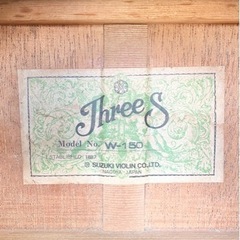 Three S
Model No. W-150
ESTABLISHED 1887
SUZUKI VIOLIN CO., LTD.
NAGOYA JAPAN